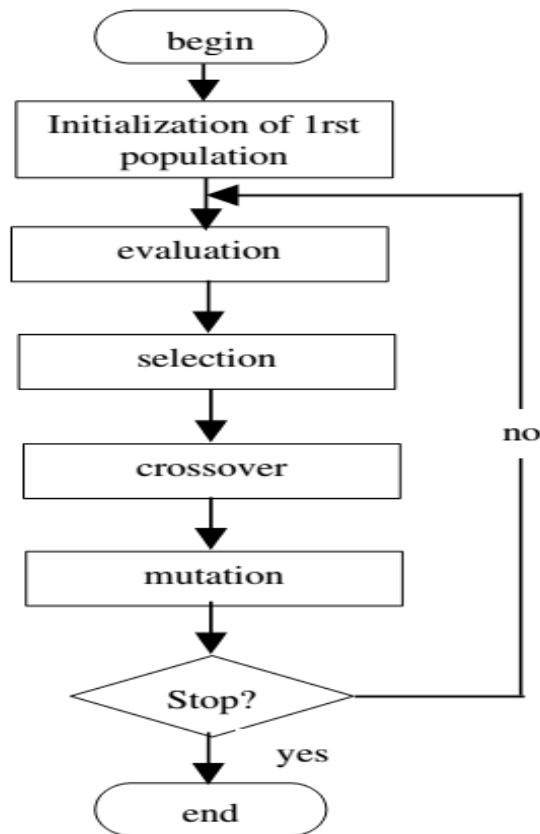 begin
Initialization of 1rst
population
evaluation
selection
crossover
no
mutation
Stop?
yes
end